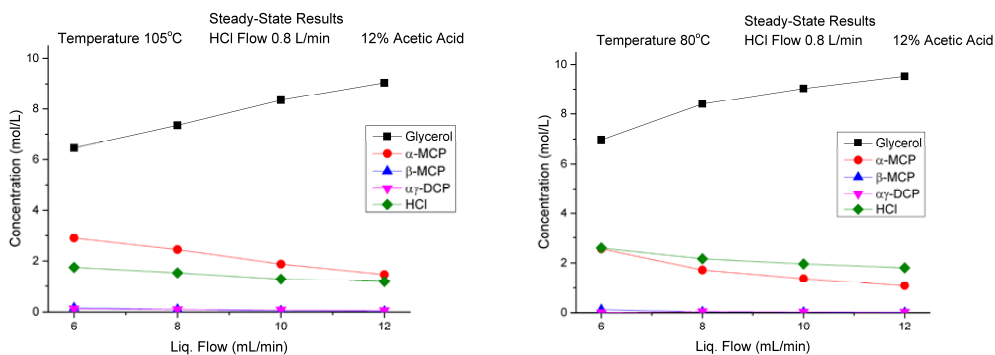 Steady-State Results
Temperature 105°C HCl Flow 0.8 L/min 12% Acetic Acid
10
8
6
4
2
0
Concentration (mol/L)
Glycerol
α-MCP
β-MCP
αγ-DCP
HCl
6 8 10 12
Liq. Flow (mL/min)
Steady-State Results
Temperature 80°C HCl Flow 0.8 L/min 12% Acetic Acid
10
8
6
4
2
0
Concentration (mol/L)
Glycerol
α-MCP
β-MCP
αγ-DCP
HCl
6 8 10 12
Liq. Flow (mL/min)